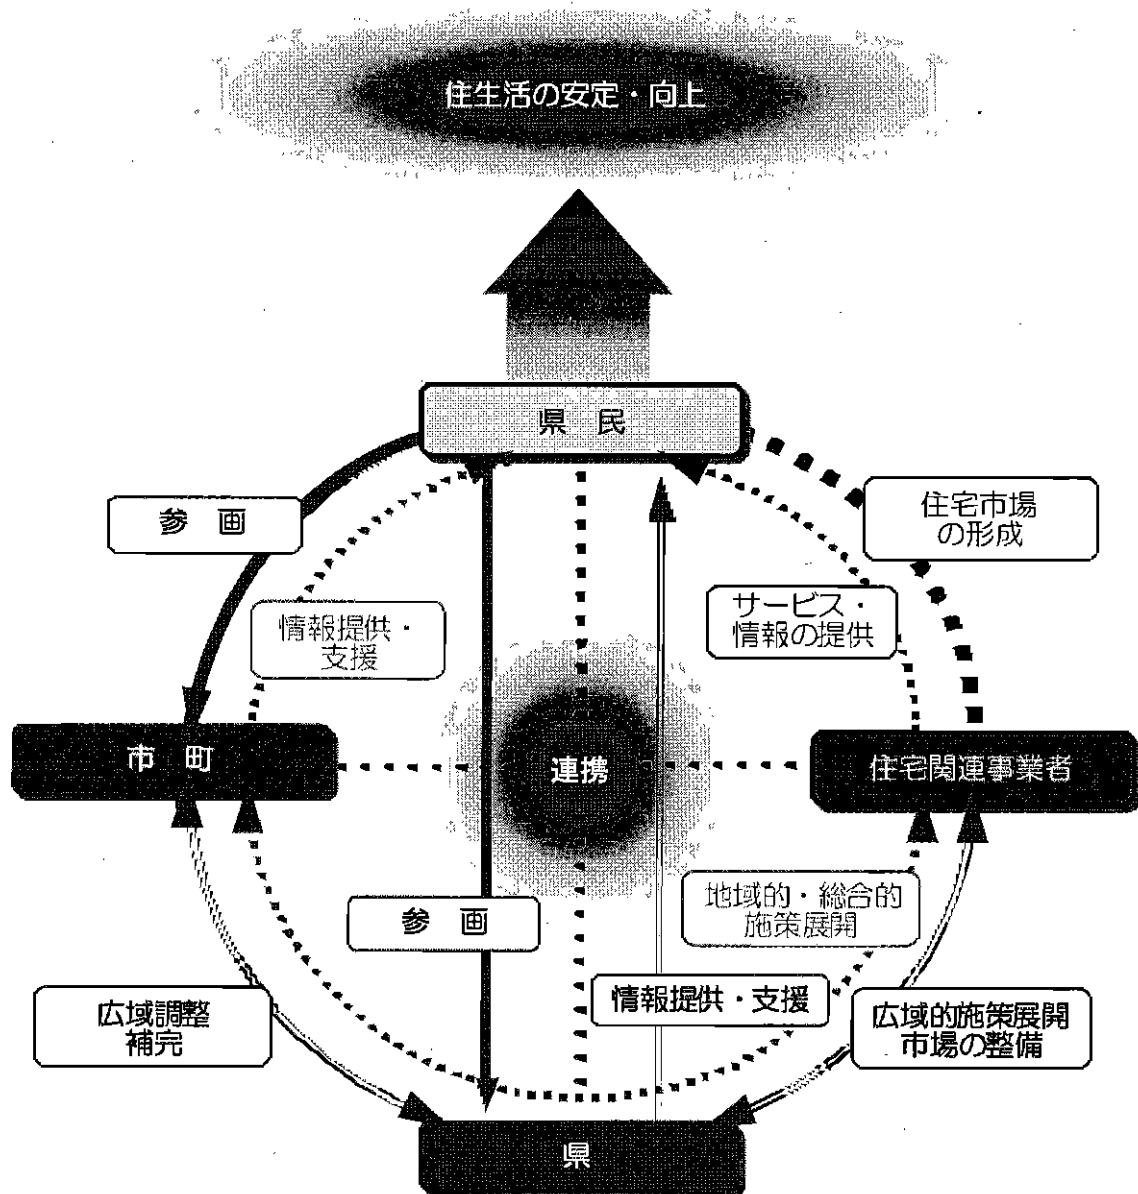 住生活の安定・向上
県 民
参 画
住宅市場
の形成
情報提供・
支援
サービス・
情報の提供
市 町
連携
住宅関連事業者
参 画
地域的・総合的
施策展開
広域調整
補完
情報提供・支援
広域的施策展開
市場の整備
県